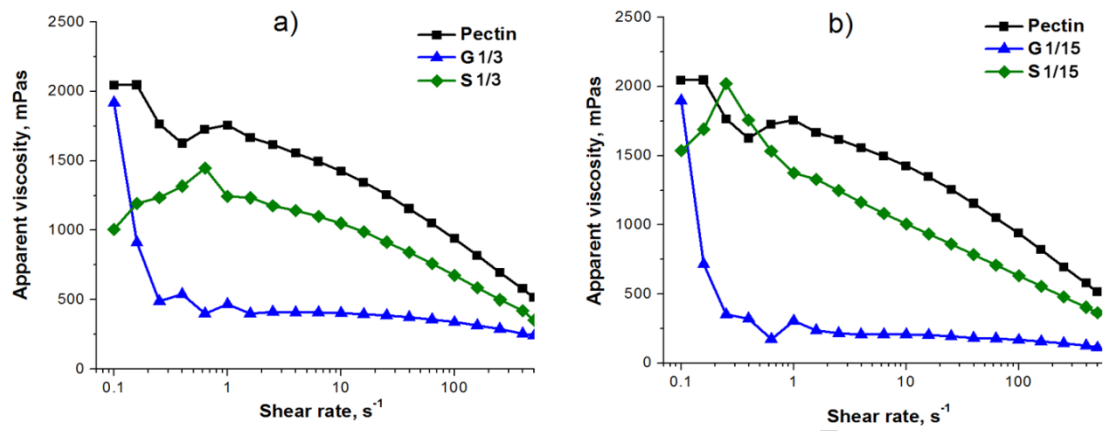 a)
2500
2000
1500
1000
500
0
Apparent viscosity, mPas
Pectin
G 1/3
S 1/3
0.1 1 10 100
Shear rate, s⁻¹
b)
2500
2000
1500
1000
500
0
Apparent viscosity, mPas
Pectin
G 1/15
S 1/15
0.1 1 10 100
Shear rate, s⁻¹